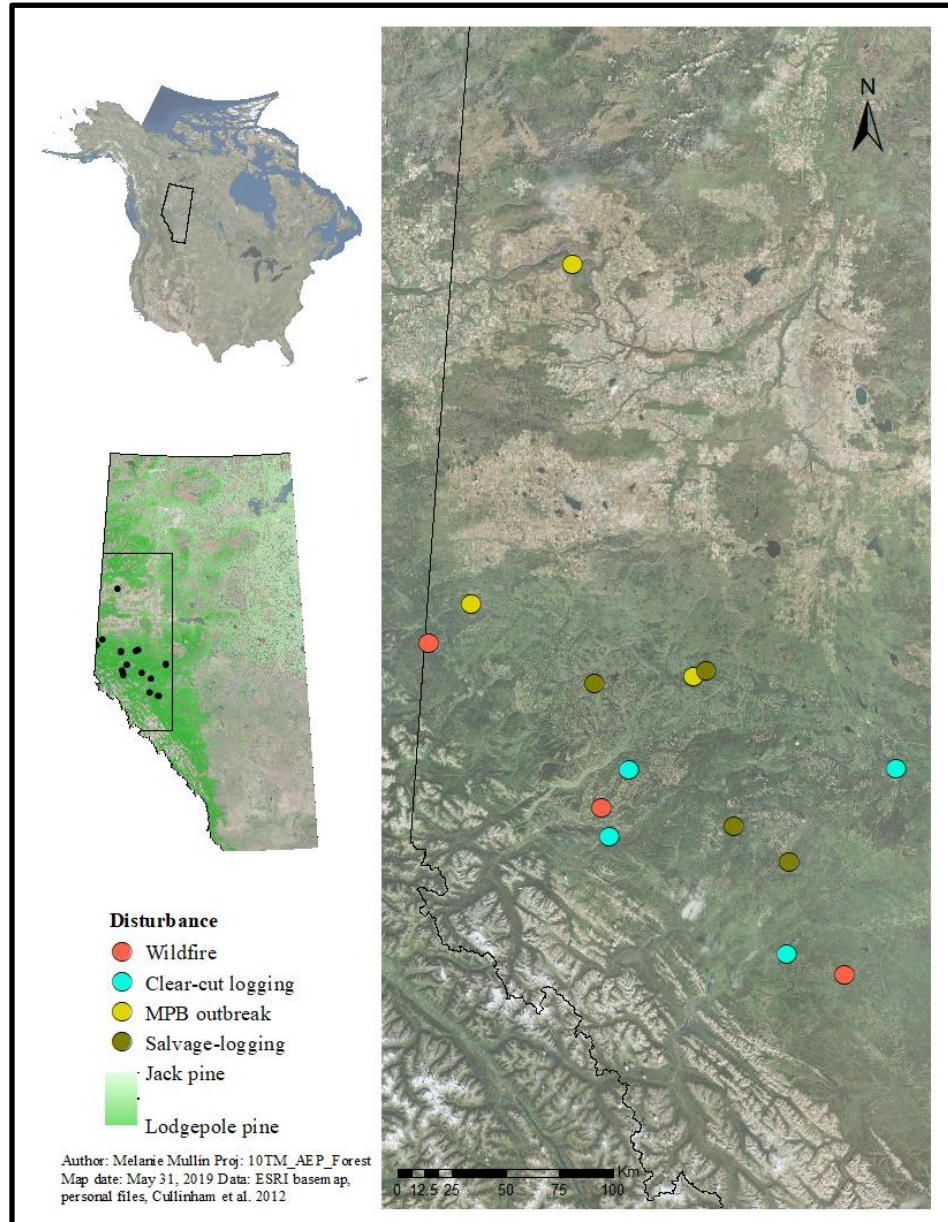 N
Disturbance
Wildfire
Clear-cut logging
MPB outbreak
Salvage-logging
Jack pine
Lodgepole pine
Author: Melanie Mullin Proj: 10TM_AEP_Forest
Map date: May 31, 2019 Data: ESRI basemap,
personal files, Cullinham et al. 2012
Km
0 12.5 25 50 75 100